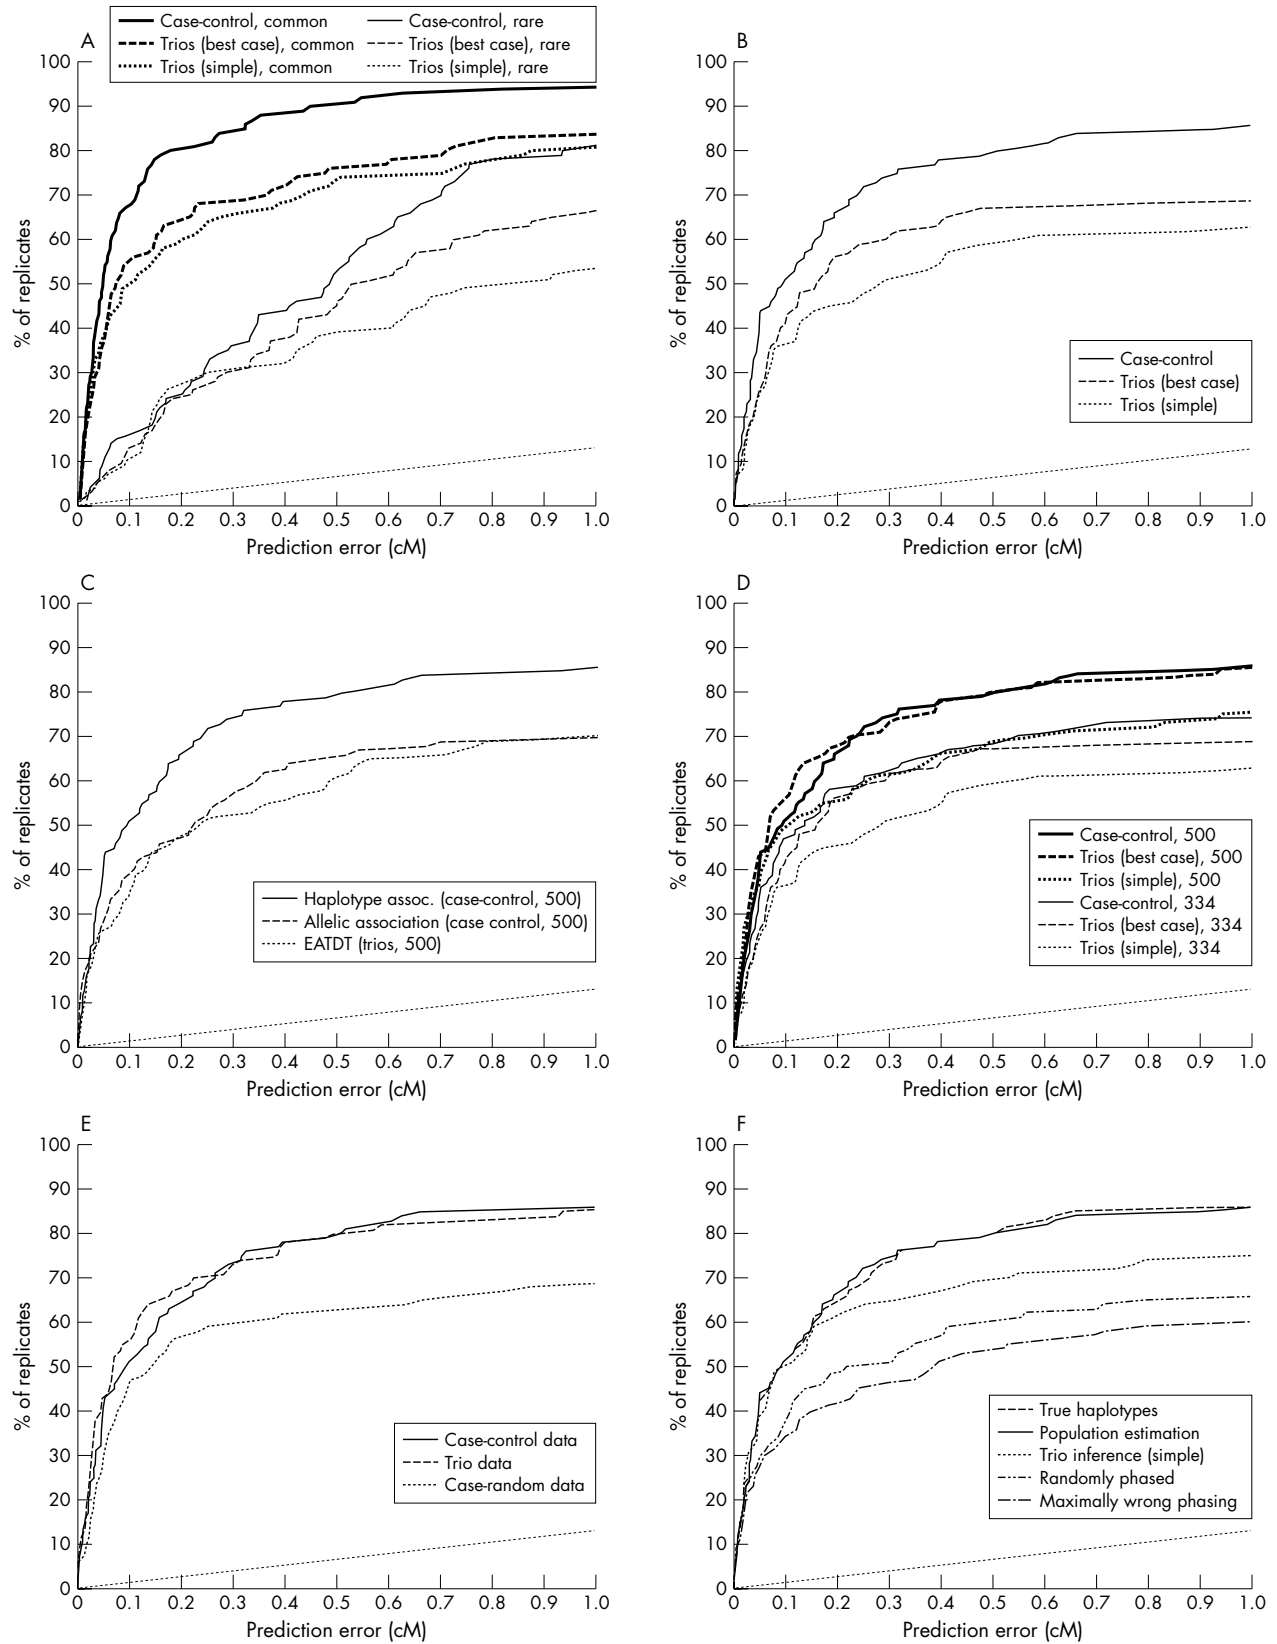 A
Case-control, common
Trios (best case), common
Trios (simple), common
Case-control, rare
Trios (best case), rare
Trios (simple), rare
100
90
80
70
60
50
40
30
20
10
0
% of replicates
0 0.1 0.2 0.3 0.4 0.5 0.6 0.7 0.8 0.9 1.0
Prediction error (cM)
B
100
90
80
70
60
50
40
30
20
10
0
% of replicates
Case-control
Trios (best case)
Trios (simple)
0 0.1 0.2 0.3 0.4 0.5 0.6 0.7 0.8 0.9 1.0
Prediction error (cM)
C
100
90
80
70
60
50
40
30
20
10
0
% of replicates
Haplotype assoc. (case-control, 500)
Allelic association (case control, 500)
EATDT (trios, 500)
0 0.1 0.2 0.3 0.4 0.5 0.6 0.7 0.8 0.9 1.0
Prediction error (cM)
D
100
90
80
70
60
50
40
30
20
10
0
% of replicates
Case-control, 500
Trios (best case), 500
Trios (simple), 500
Case-control, 334
Trios (best case), 334
Trios (simple), 334
0 0.1 0.2 0.3 0.4 0.5 0.6 0.7 0.8 0.9 1.0
Prediction error (cM)
E
100
90
80
70
60
50
40
30
20
10
0
% of replicates
Case-control data
Trio data
Case-random data
0 0.1 0.2 0.3 0.4 0.5 0.6 0.7 0.8 0.9 1.0
Prediction error (cM)
F
100
90
80
70
60
50
40
30
20
10
0
% of replicates
True haplotypes
Population estimation
Trio inference (simple)
Randomly phased
Maximally wrong phasing
0 0.1 0.2 0.3 0.4 0.5 0.6 0.7 0.8 0.9 1.0
Prediction error (cM)